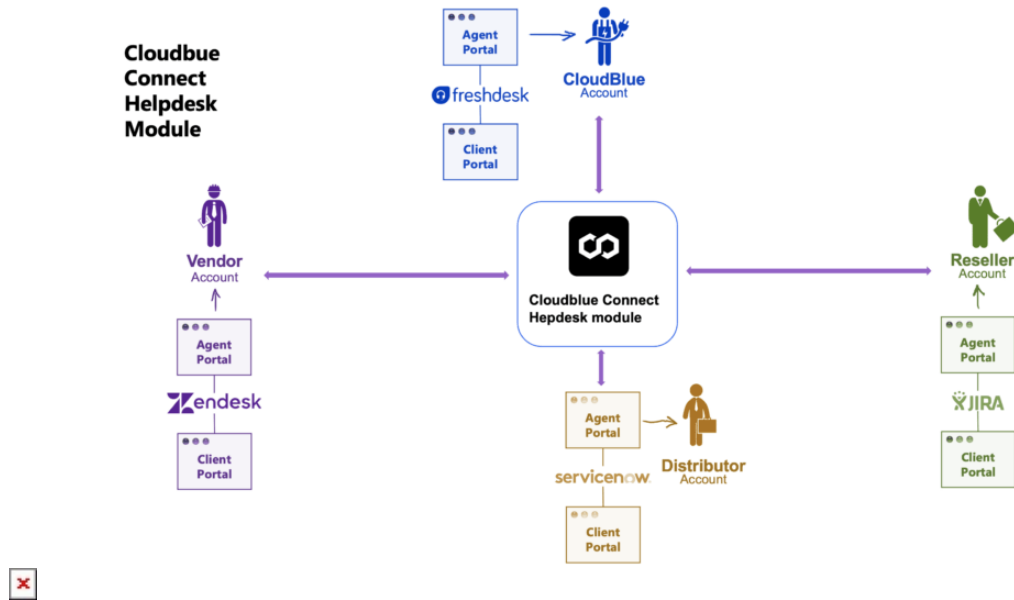 Cloudbue
Connect
Helpdesk
Module
Agent
Portal
freshdesk
Client
Portal
CloudBlue
Account
Vendor
Account
Agent
Portal
Zendesk
Client
Portal
Cloudblue Connect
Hepdesk module
Agent
Portal
servicenow
Client
Portal
Distributor
Account
Reseller
Account
Agent
Portal
JIRA
Client
Portal